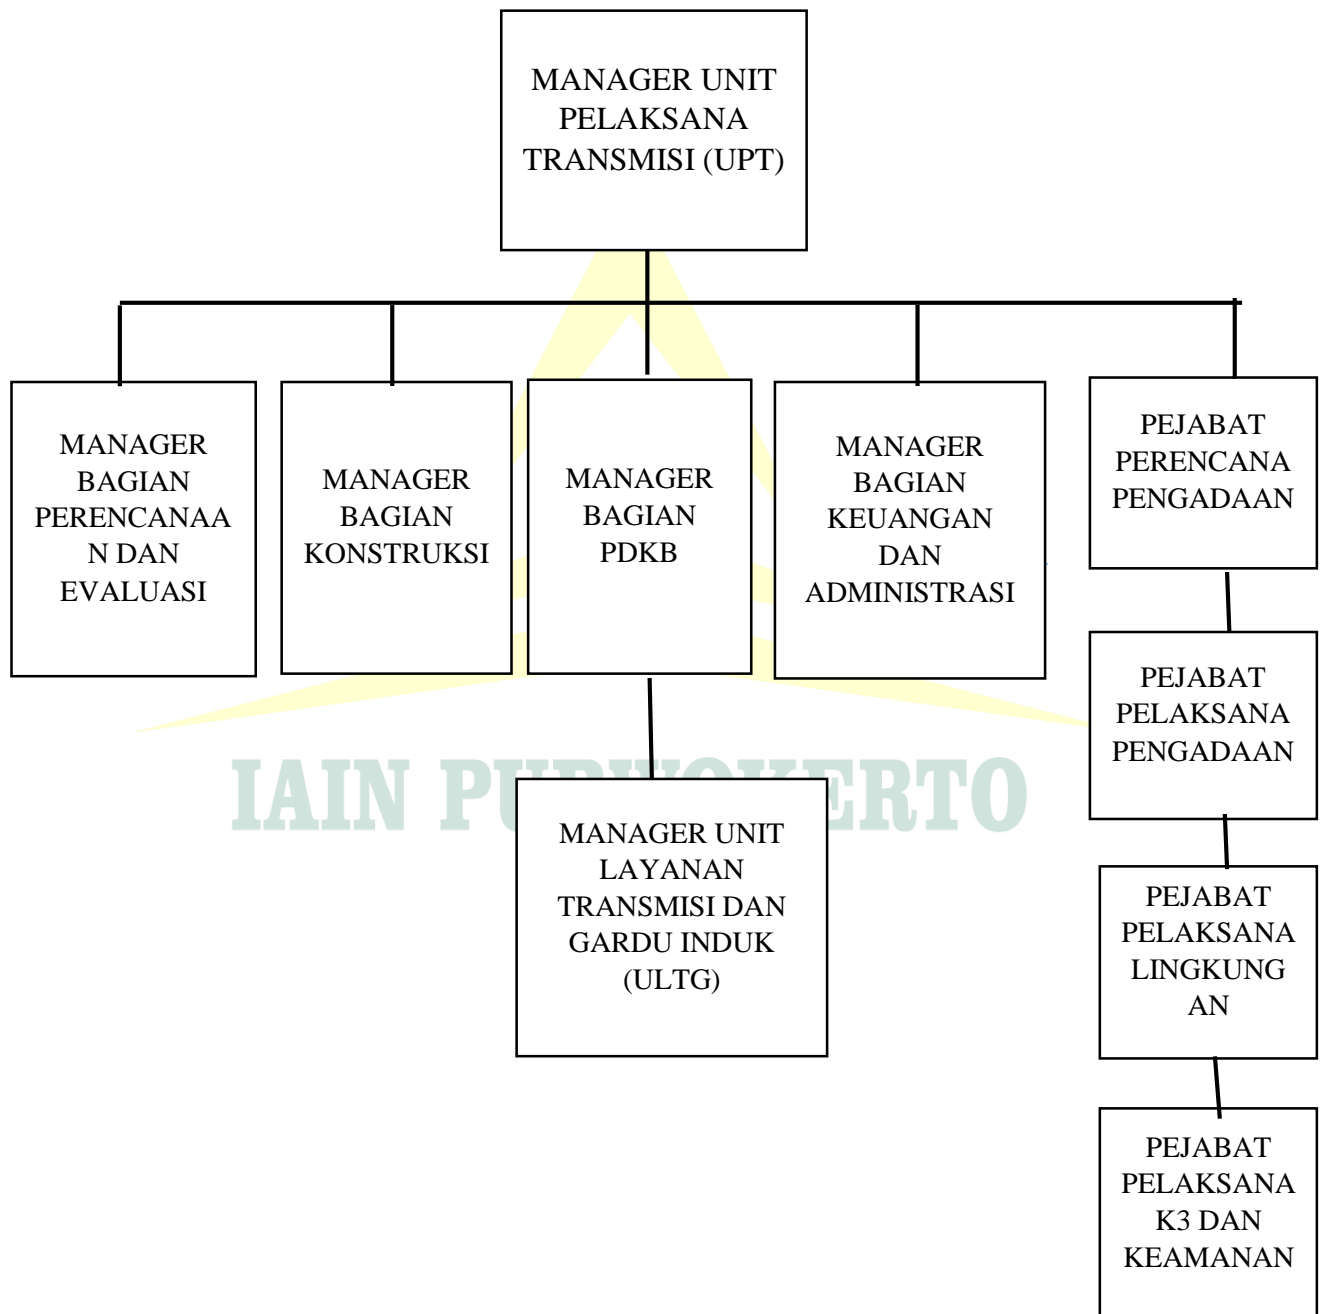 MANAGER UNIT
PELAKSANA
TRANSMISI (UPT)
MANAGER
BAGIAN
PERENCANAA
N DAN
EVALUASI
MANAGER
BAGIAN
KONSTRUKSI
MANAGER
BAGIAN
PDKB
MANAGER
BAGIAN
KEUANGAN
DAN
ADMINISTRASI
PEJABAT
PERENCANA
PENGADAAN
PEJABAT
PELAKSANA
PENGADAAN
IAIN PURWOKERTO
MANAGER UNIT
LAYANAN
TRANSMISI DAN
GARDU INDUK
(ULTG)
PEJABAT
PELAKSANA
LINGKUNG
AN
PEJABAT
PELAKSANA
K3 DAN
KEAMANAN